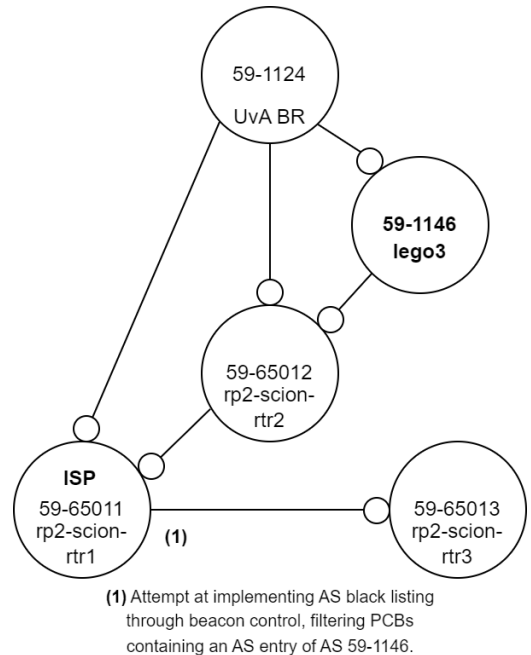 59-1124
UvA BR
59-1146
lego3
59-65012
rp2-scion-
rtr2
ISP
59-65011
rp2-scion-
rtr1
(1)
59-65013
rp2-scion-
rtr3
(1) Attempt at implementing AS black listing
through beacon control, filtering PCBs
containing an AS entry of AS 59-1146.